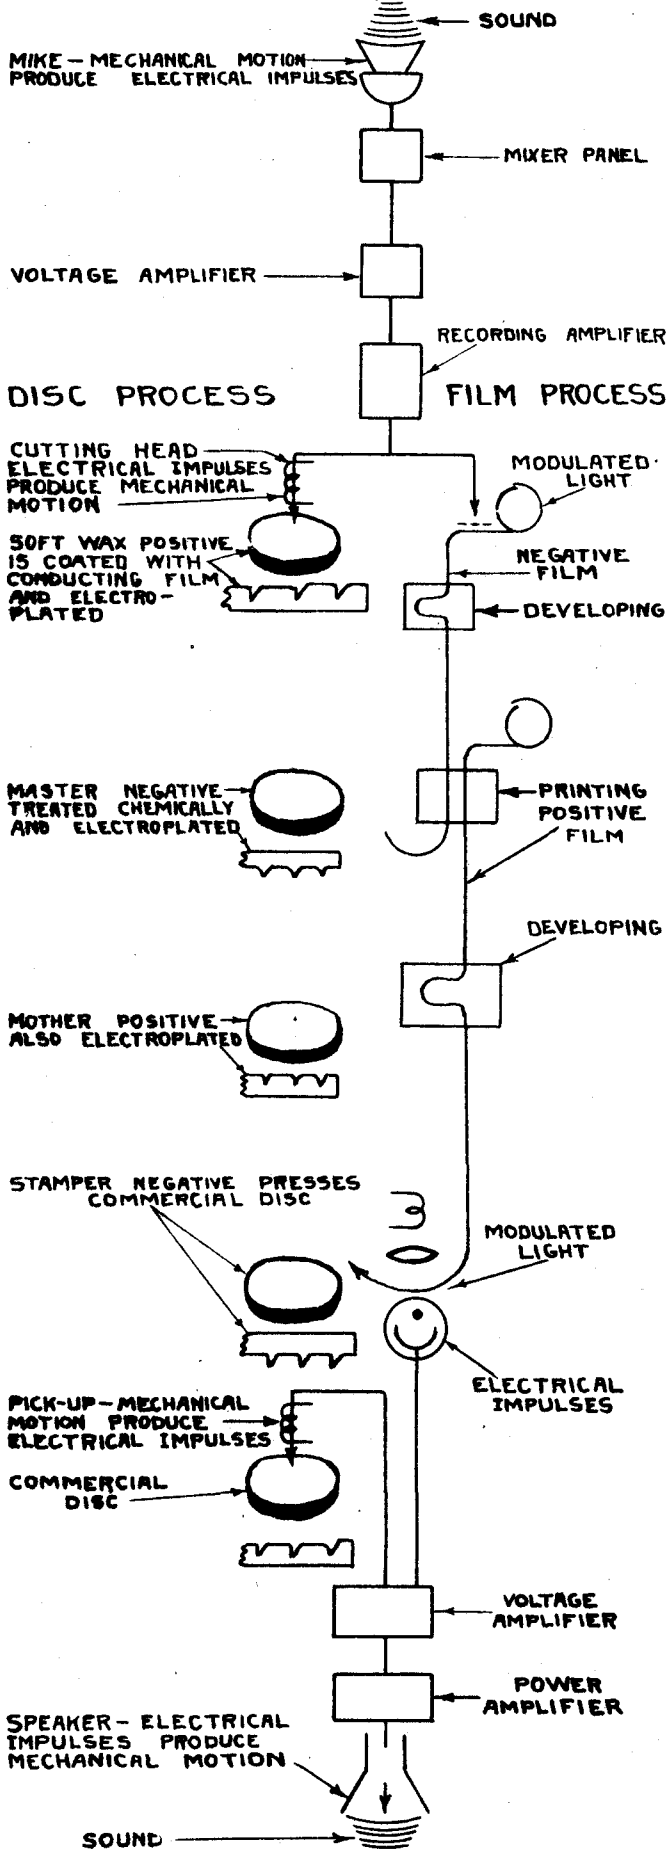 SOUND
MIKE - MECHANICAL MOTION
PRODUCE ELECTRICAL IMPULSES
MIXER PANEL
VOLTAGE AMPLIFIER
RECORDING AMPLIFIER
DISC PROCESS
FILM PROCESS
CUTTING HEAD
ELECTRICAL IMPULSES
PRODUCE MECHANICAL
MOTION
MODULATED
LIGHT
SOFT WAX POSITIVE
IS COATED WITH
CONDUCTING FILM
AND ELECTRO-
PLATED
NEGATIVE
FILM
DEVELOPING
MASTER NEGATIVE
TREATED CHEMICALLY
AND ELECTROPLATED
PRINTING
POSITIVE
FILM
DEVELOPING
MOTHER POSITIVE
ALSO ELECTROPLATED
STAMPER NEGATIVE PRESSES
COMMERCIAL DISC
MODULATED
LIGHT
ELECTRICAL
IMPULSES
PICK-UP - MECHANICAL
MOTION PRODUCE
ELECTRICAL IMPULSES
COMMERCIAL
DISC
VOLTAGE
AMPLIFIER
POWER
AMPLIFIER
SPEAKER - ELECTRICAL
IMPULSES PRODUCE
MECHANICAL MOTION
SOUND